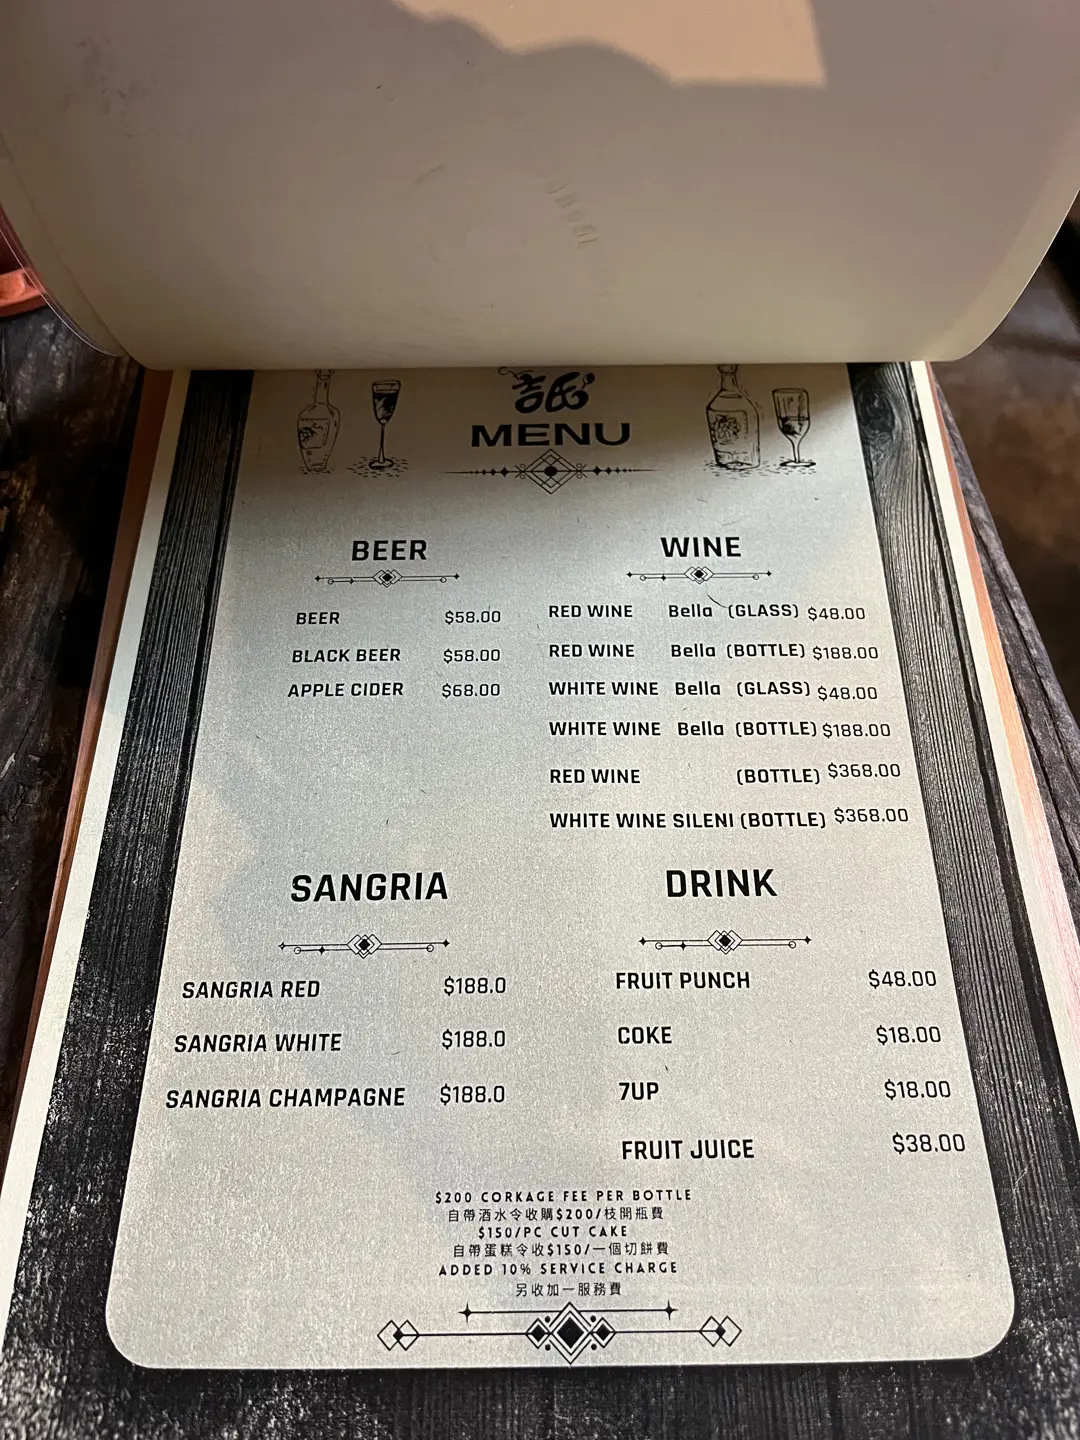 MENU
BEER
BEER $58.00
BLACK BEER $58.00
APPLE CIDER $68.00
WINE
RED WINE Bella (GLASS) $48.00
RED WINE Bella (BOTTLE) $188.00
WHITE WINE Bella (GLASS) $48.00
WHITE WINE Bella (BOTTLE) $188.00
RED WINE (BOTTLE) $368.00
WHITE WINE SILENI (BOTTLE) $368.00
SANGRIA
SANGRIA RED $188.0
SANGRIA WHITE $188.0
SANGRIA CHAMPAGNE $188.0
DRINK
FRUIT PUNCH $48.00
COKE $18.00
7UP $18.00
FRUIT JUICE $38.00
$200 CORKAGE FEE PER BOTTLE
自帶酒水令收購$200/枝開瓶費
$150/PC CUT CAKE
自帶蛋糕令收$150/一個切餅費
ADDED 10% SERVICE CHARGE
另收加一服務費